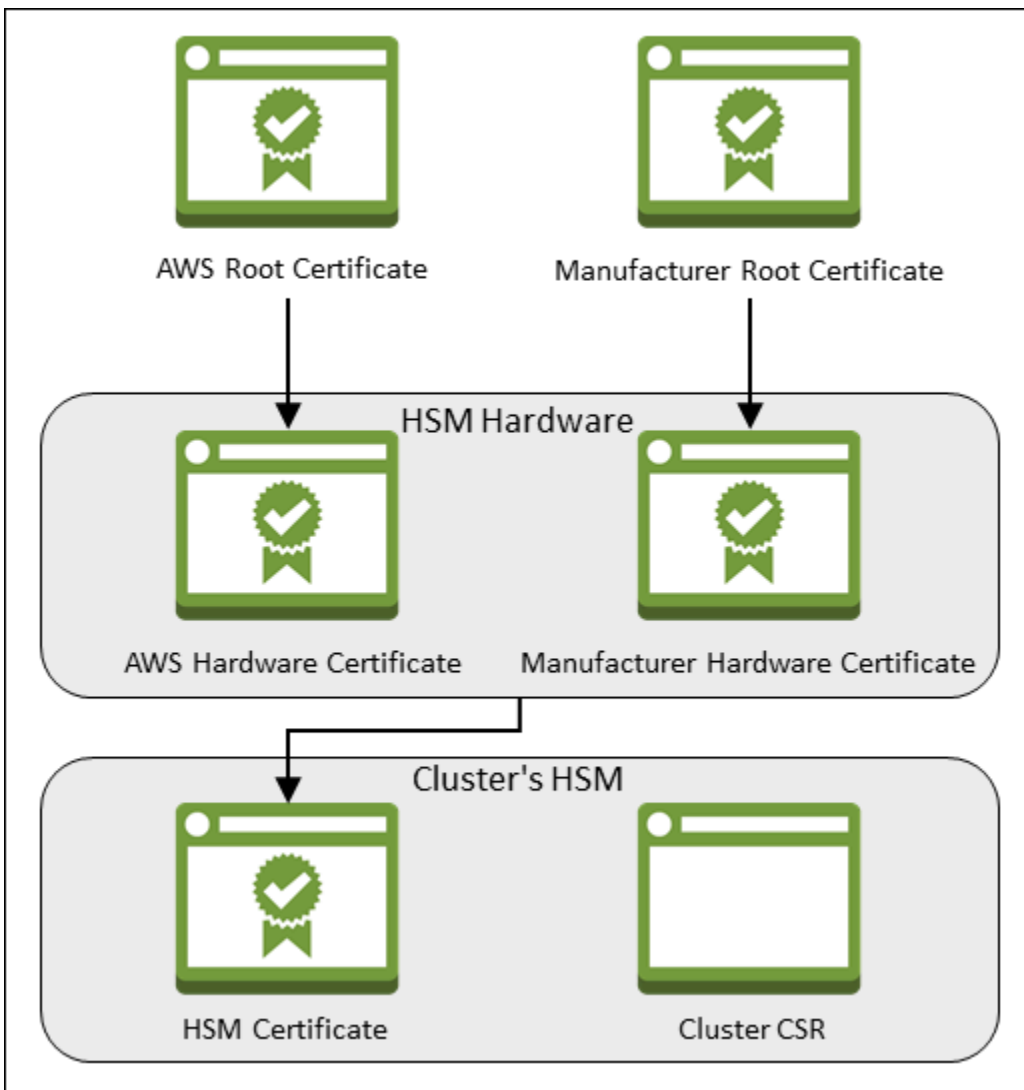 AWS Root Certificate
Manufacturer Root Certificate
HSM Hardware
AWS Hardware Certificate
Manufacturer Hardware Certificate
Cluster's HSM
HSM Certificate
Cluster CSR